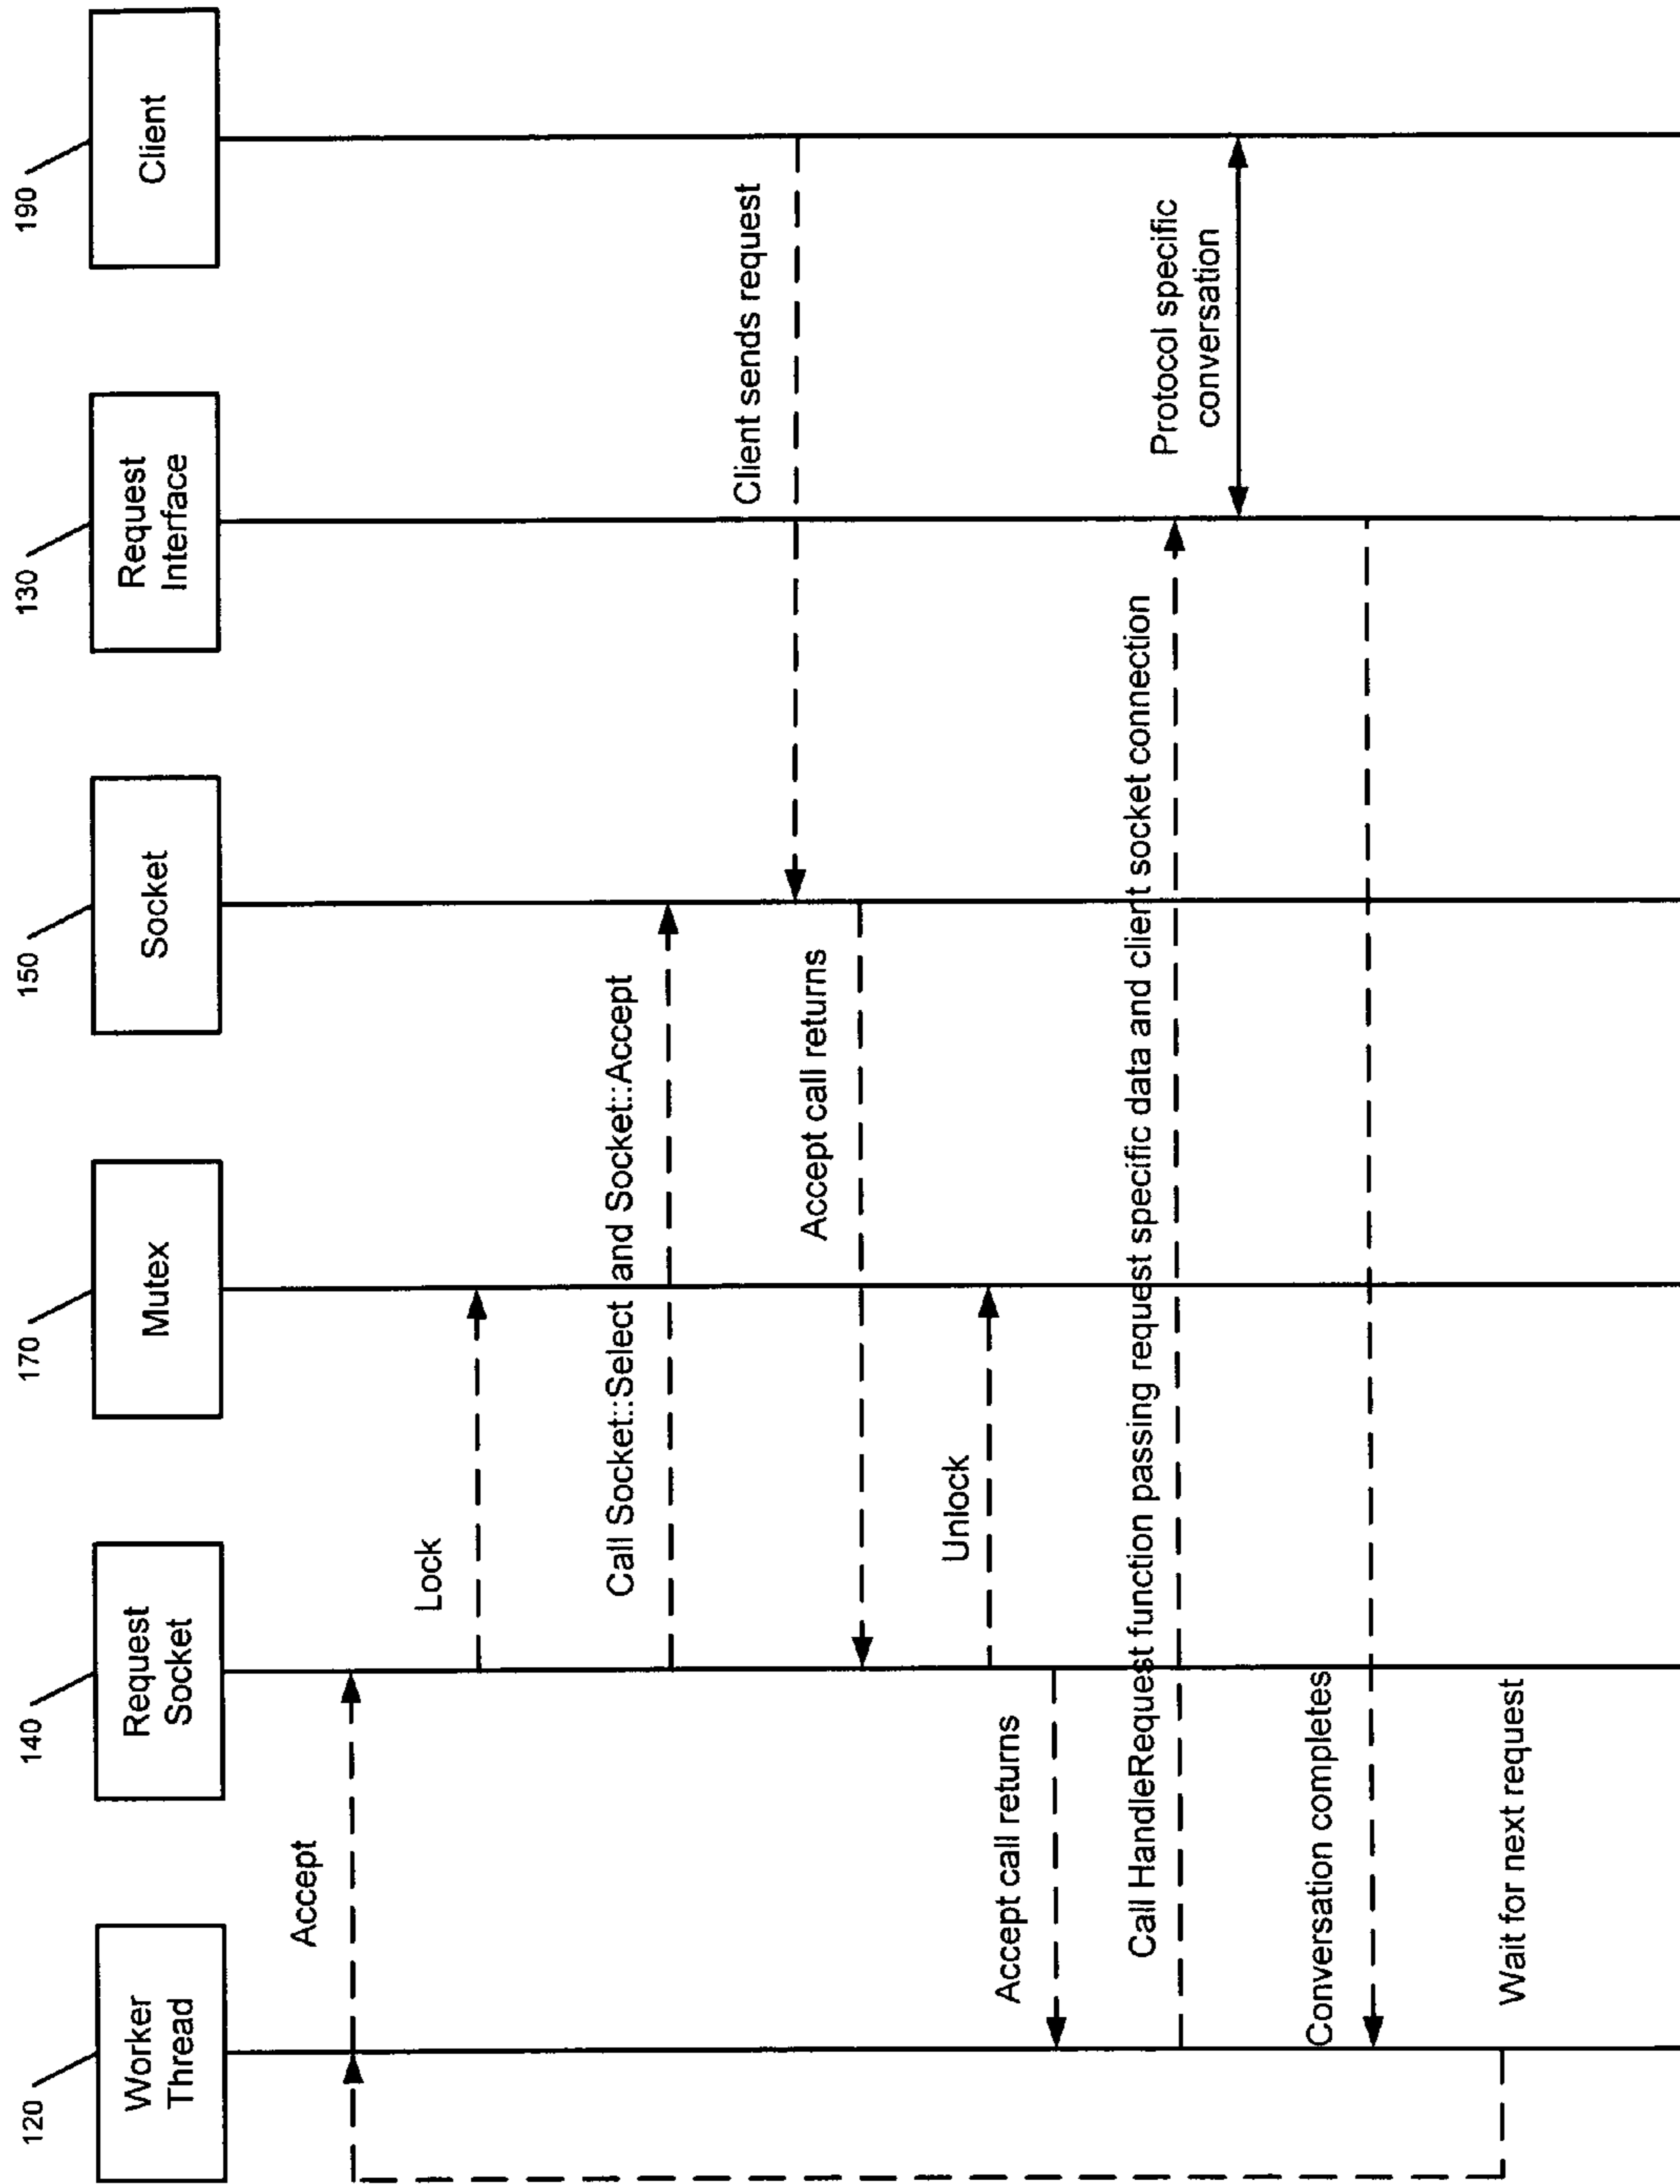 120
140
170
150
130
190
Worker
Thread
Request
Socket
Mutex
Socket
Request
Interface
Client
Accept
Lock
Call Socket::Select and Socket::Accept
Client sends request
Accept call returns
Unlock
Accept call returns
Call HandleRequest function passing request specific data and client socket connection
Protocol specific
conversation
Conversation completes
Wait for next request